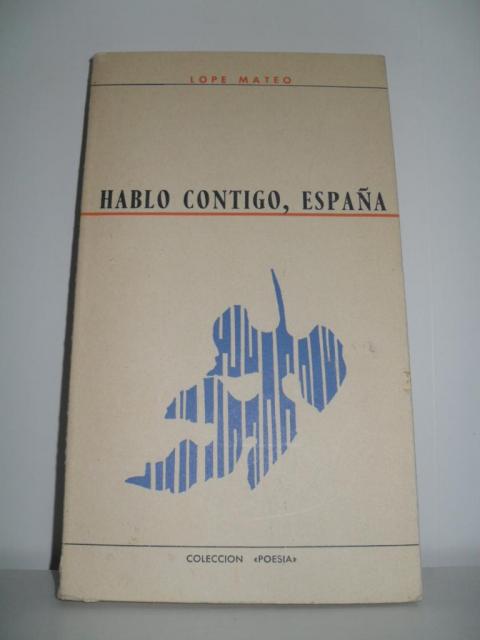 LOPE MATEO
HABLO CONTIGO, ESPAÑA
COLECCION «POESIA»